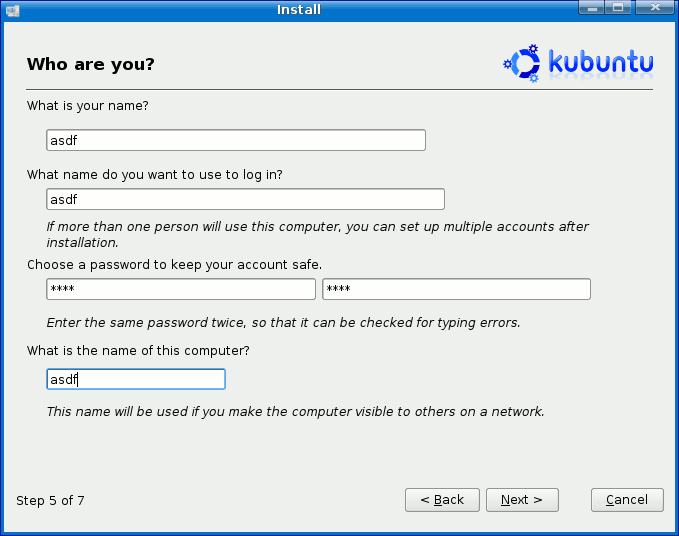 Install
Who are you?
kubuntu
What is your name?
asdf
What name do you want to use to log in?
asdf
If more than one person will use this computer, you can set up multiple accounts after
installation.
Choose a password to keep your account safe.
**** ****
Enter the same password twice, so that it can be checked for typing errors.
What is the name of this computer?
asdf
This name will be used if you make the computer visible to others on a network.
Step 5 of 7 < Back Next > Cancel